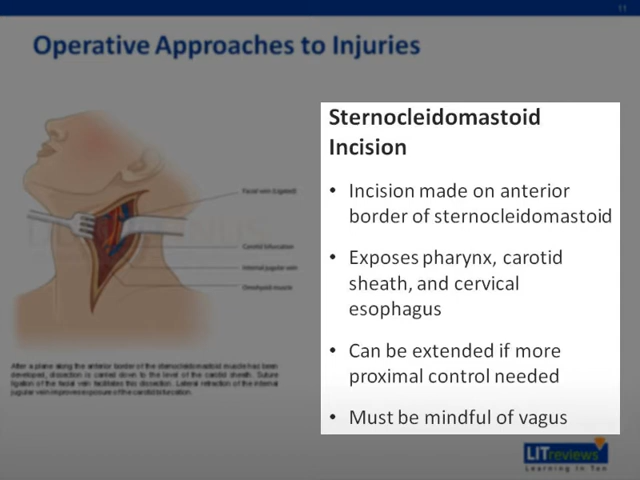 11
Operative Approaches to Injuries
Sternocleidomastoid
Incision
• Incision made on anterior
border of sternocleidomastoid
• Exposes pharynx, carotid
sheath, and cervical
esophagus
• Can be extended if more
proximal control needed
• Must be mindful of vagus
Facial vein (Ligated)
Carotid bifurcation
Internal jugular vein
Omohyoid muscle
After a plane along the anterior border of the sternocleidomastoid muscle had been
developed, dissection is carried down to the level of the carotid sheath. Suture
ligation of the facial vein facilitates this dissection. Lateral retraction of the internal
jugular vein improves exposure of the carotid bifurcation.
LITreviews
Learning In Ten